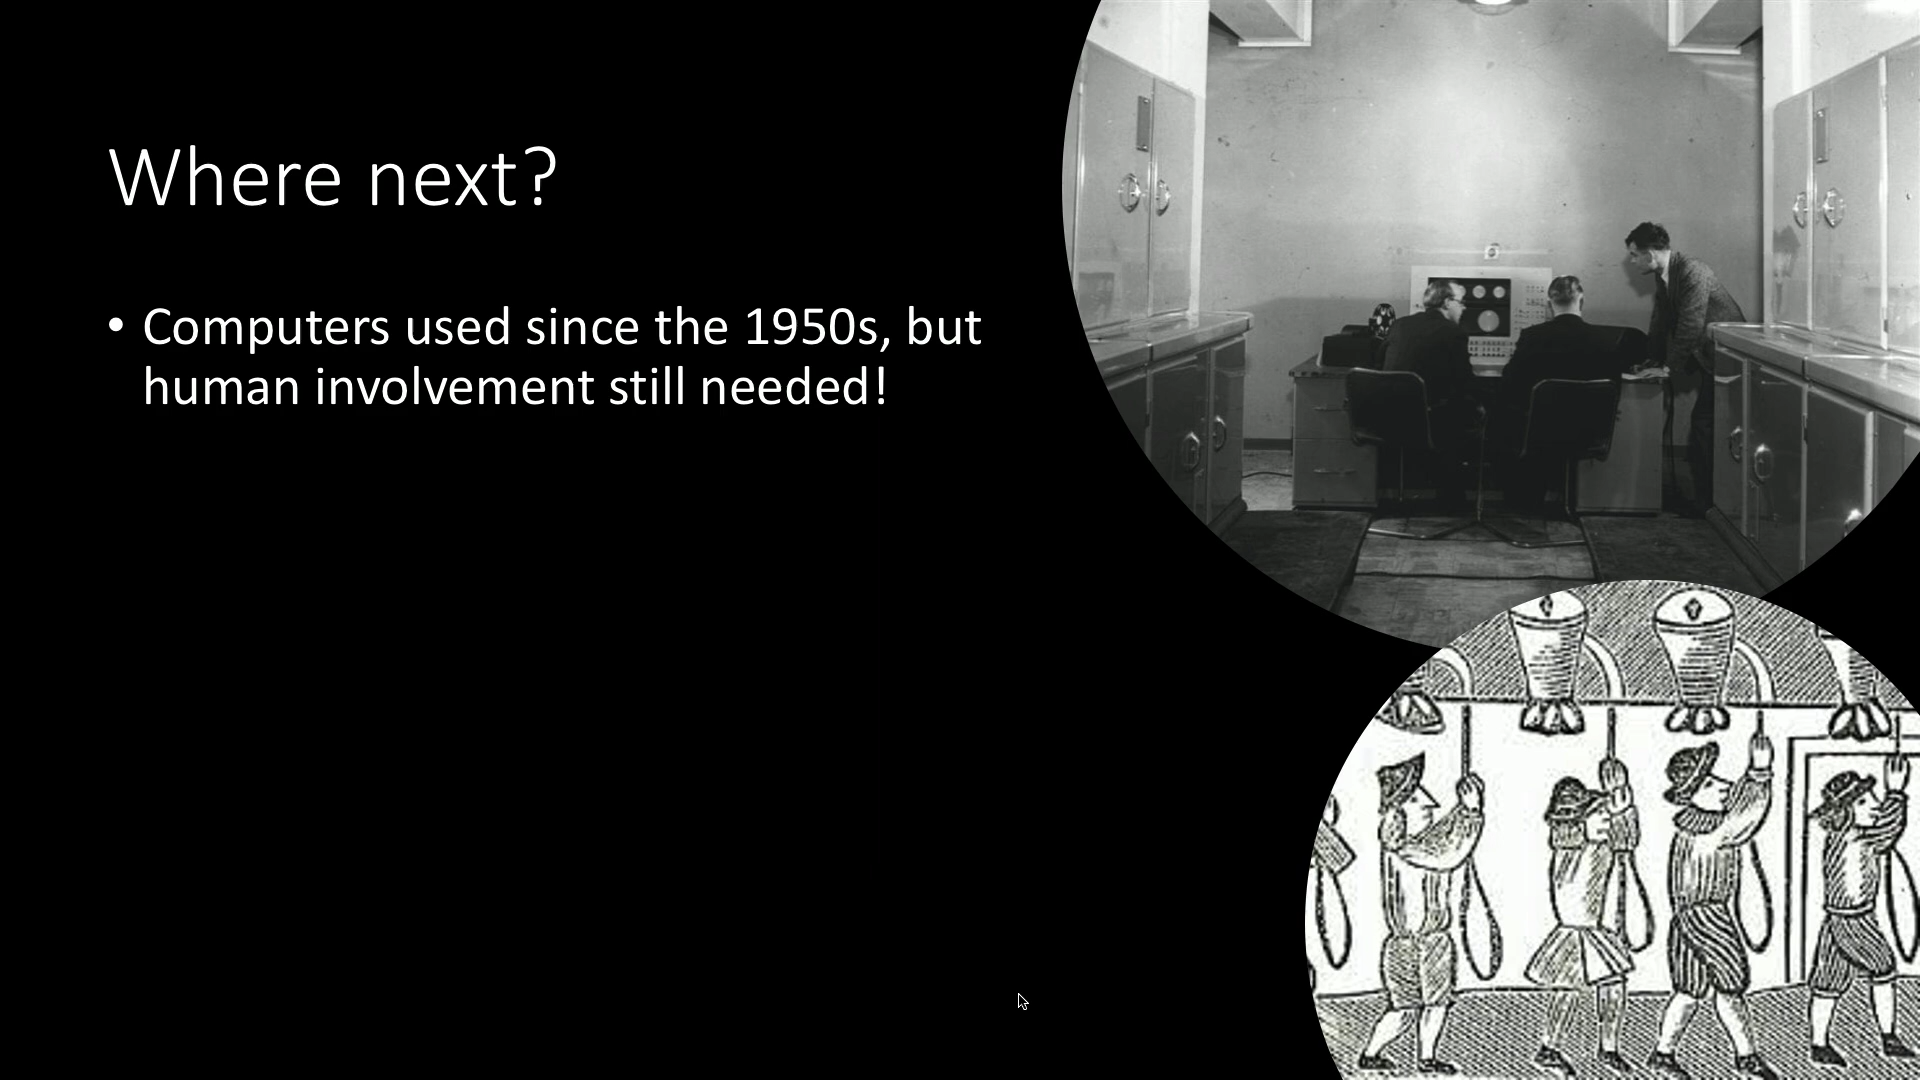 Where next?
• Computers used since the 1950s, but
human involvement still needed!